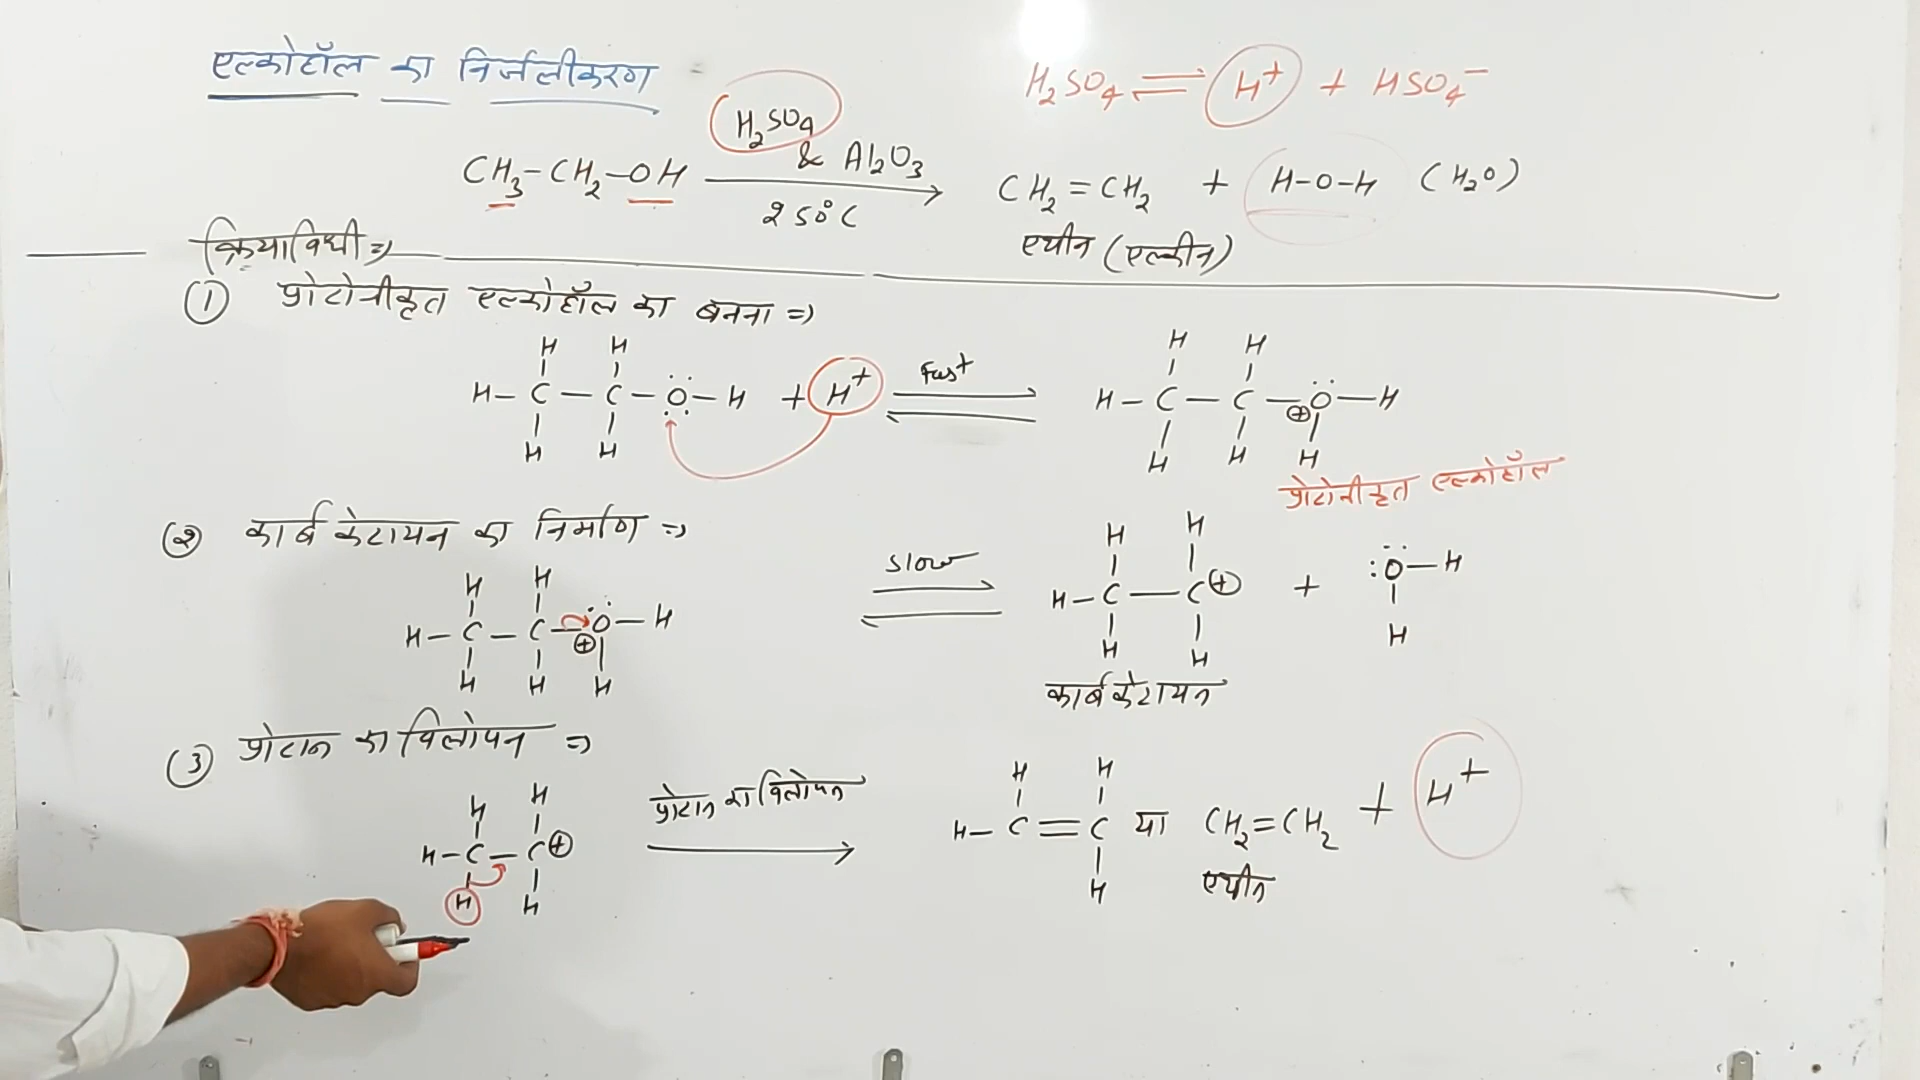 एल्कोहॉल का निर्जलीकरण -
H₂SO₄ ⇌ H⁺ + HSO₄⁻
H₂SO₄
& Al₂O₃
CH₃-CH₂-OH ⟶ CH₂=CH₂ + H-O-H (H₂O)
250°C
एथीन (एल्कीन)
क्रियाविधी ⇒
① प्रोटोनीकृत एल्कोहॉल का बनना ⇒
H H H H
H-C-C-Ö-H + H⁺ ⇌ Fast H-C-C-Ö⊕-H
H H H H H
प्रोटोनीकृत एल्कोहॉल
② कार्बकेटायन का निर्माण ⇒
H H H H
H-C-C-Ö⊕-H ⇌ Slow H-C-C⊕ + :Ö-H
H H H H H H
कार्बकेटायन
③ प्रोटान का विलोपन ⇒
H H प्रोटान का विलोपन H H
H-C-C⊕ ⟶ H-C=C या CH₂=CH₂ + H⁺
H H H एथीन